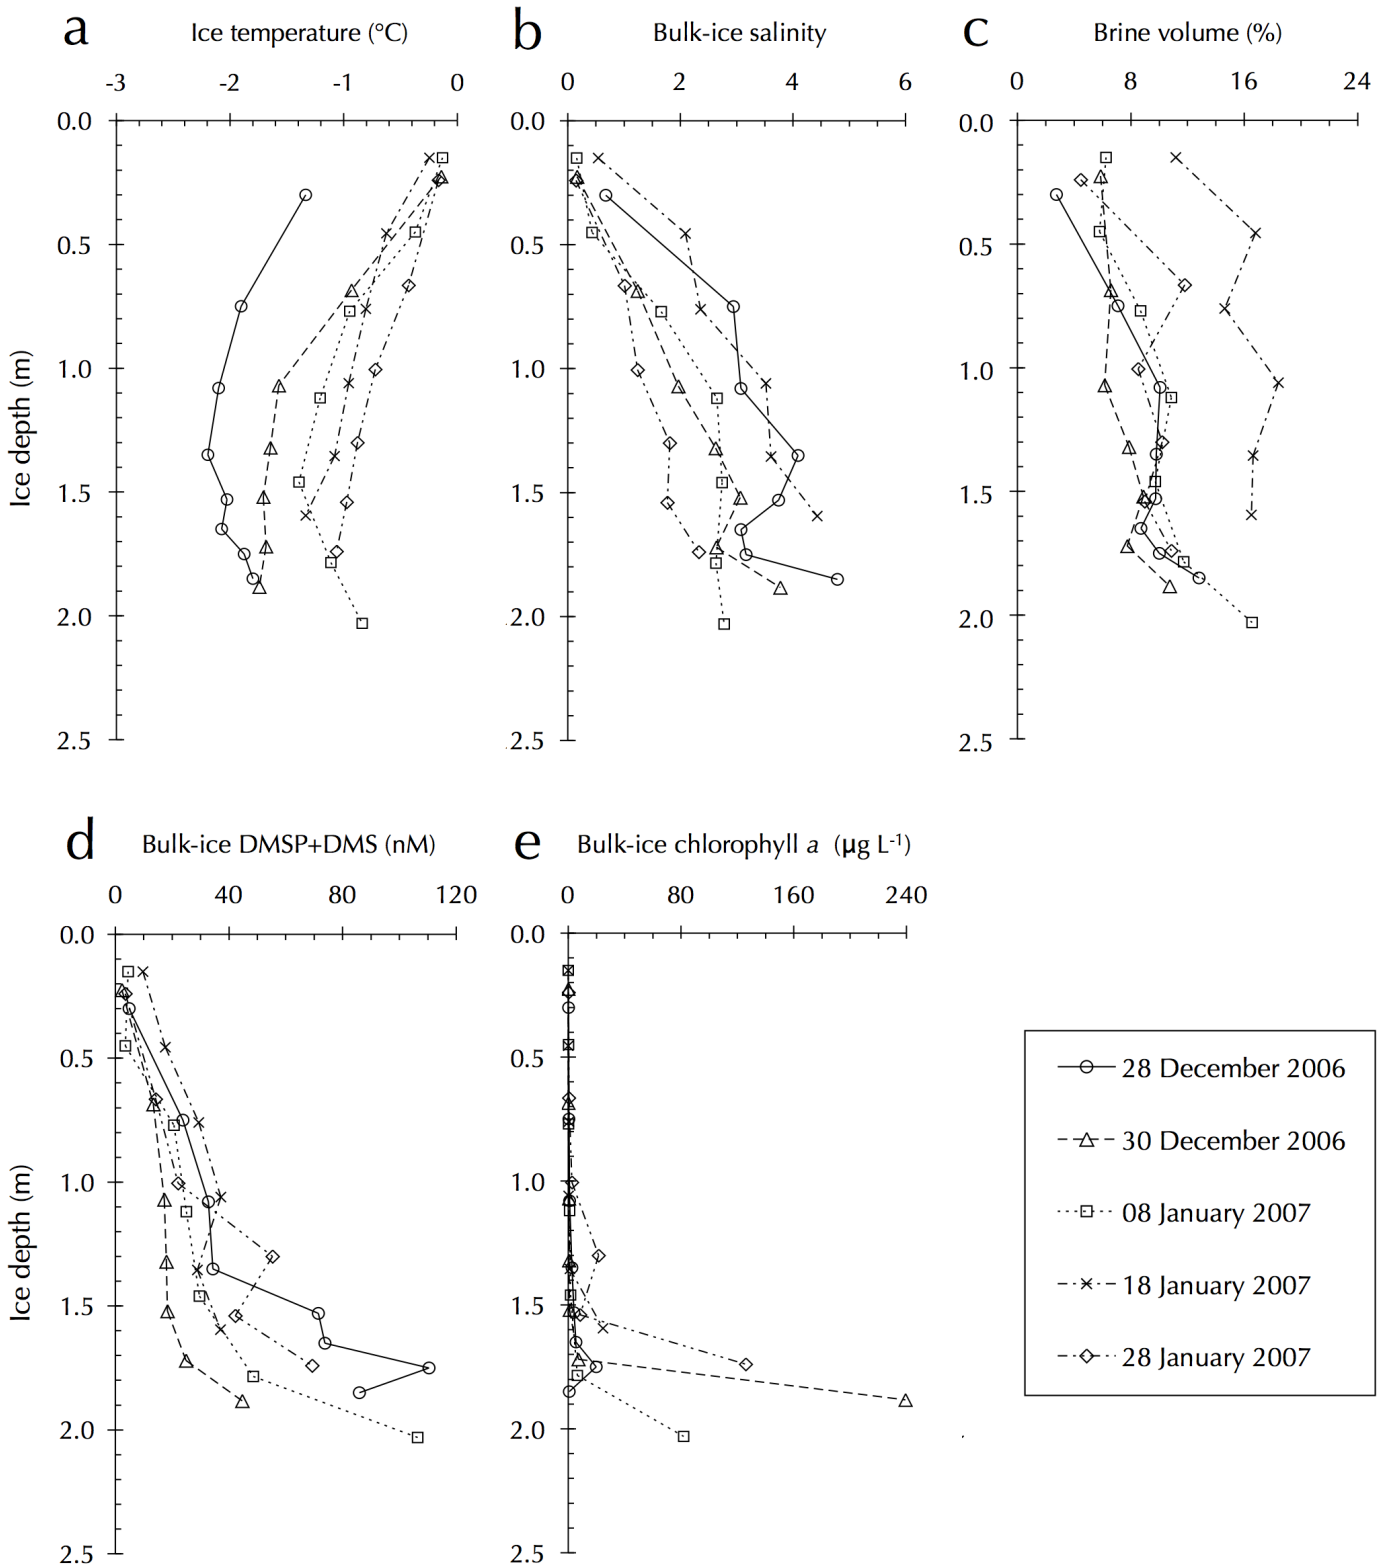 a Ice temperature (°C)
-3 -2 -1 0
0.0
0.5
1.0
1.5
2.0
2.5
Ice depth (m)
b Bulk-ice salinity
0 2 4 6
0.0
0.5
1.0
1.5
2.0
2.5
c Brine volume (%)
0 8 16 24
0.0
0.5
1.0
1.5
2.0
2.5
d Bulk-ice DMSP+DMS (nM)
0 40 80 120
0.0
0.5
1.0
1.5
2.0
2.5
Ice depth (m)
e Bulk-ice chlorophyll a (µg L-1)
0 80 160 240
0.0
0.5
1.0
1.5
2.0
2.5
28 December 2006
30 December 2006
08 January 2007
18 January 2007
28 January 2007